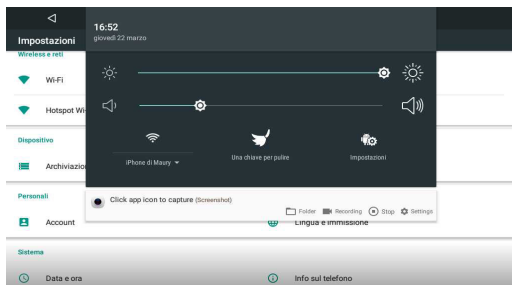 16:52
giovedì 22 marzo
Impostazioni
Wireless e reti
Wi-Fi
Hotspot Wi-
iPhone di Maury
Una chiave per pulire
Impostazioni
Dispositivo
Archiviazio
Click app icon to capture (Screenshot)
Folder Recording Stop Settings
Personali
Account
Lingua e immissione
Sistema
Data e ora
Info sul telefono